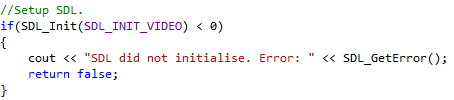 //Setup SDL.
if(SDL_Init(SDL_INIT_VIDEO) < 0)
{
    cout << "SDL did not initialise. Error: " << SDL_GetError();
    return false;
}